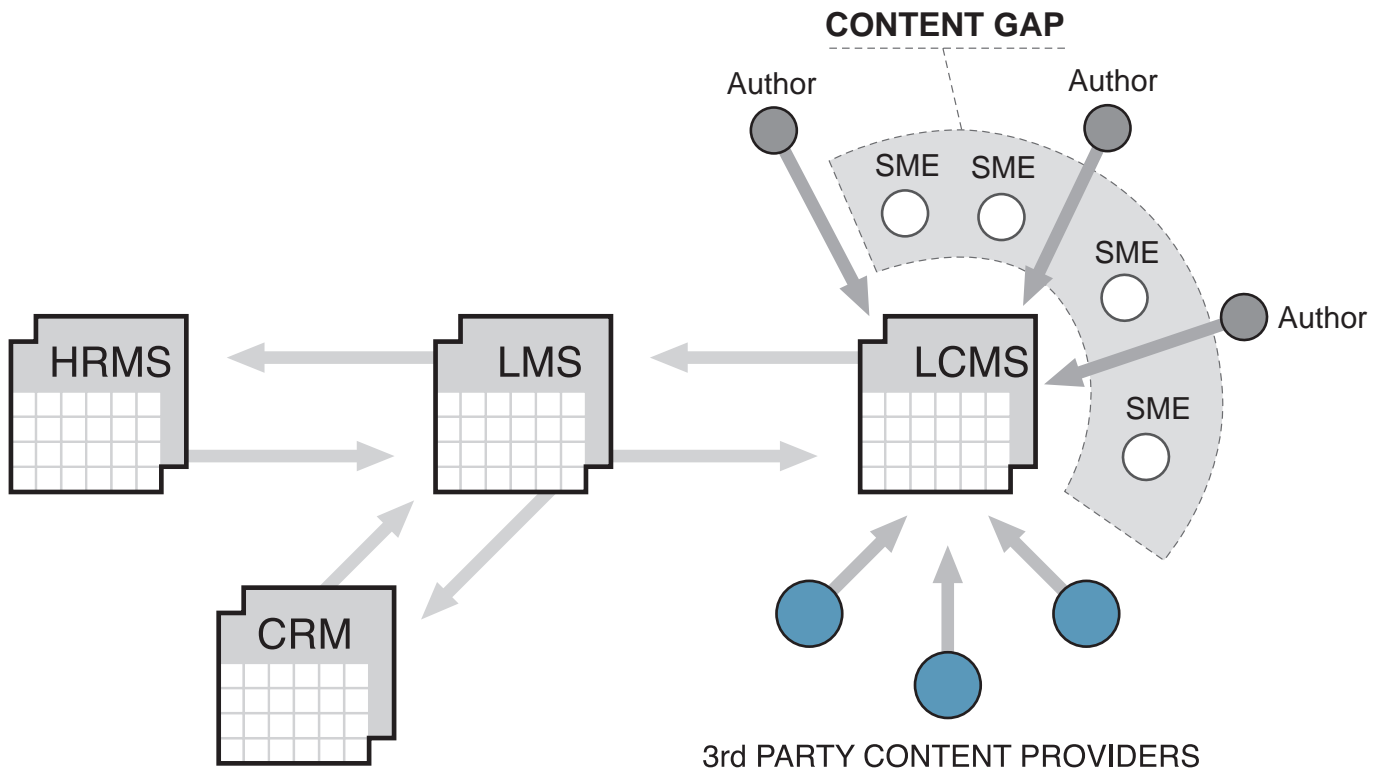 CONTENT GAP
Author
Author
SME
SME
SME
Author
HRMS
LMS
LCMS
SME
CRM
3rd PARTY CONTENT PROVIDERS